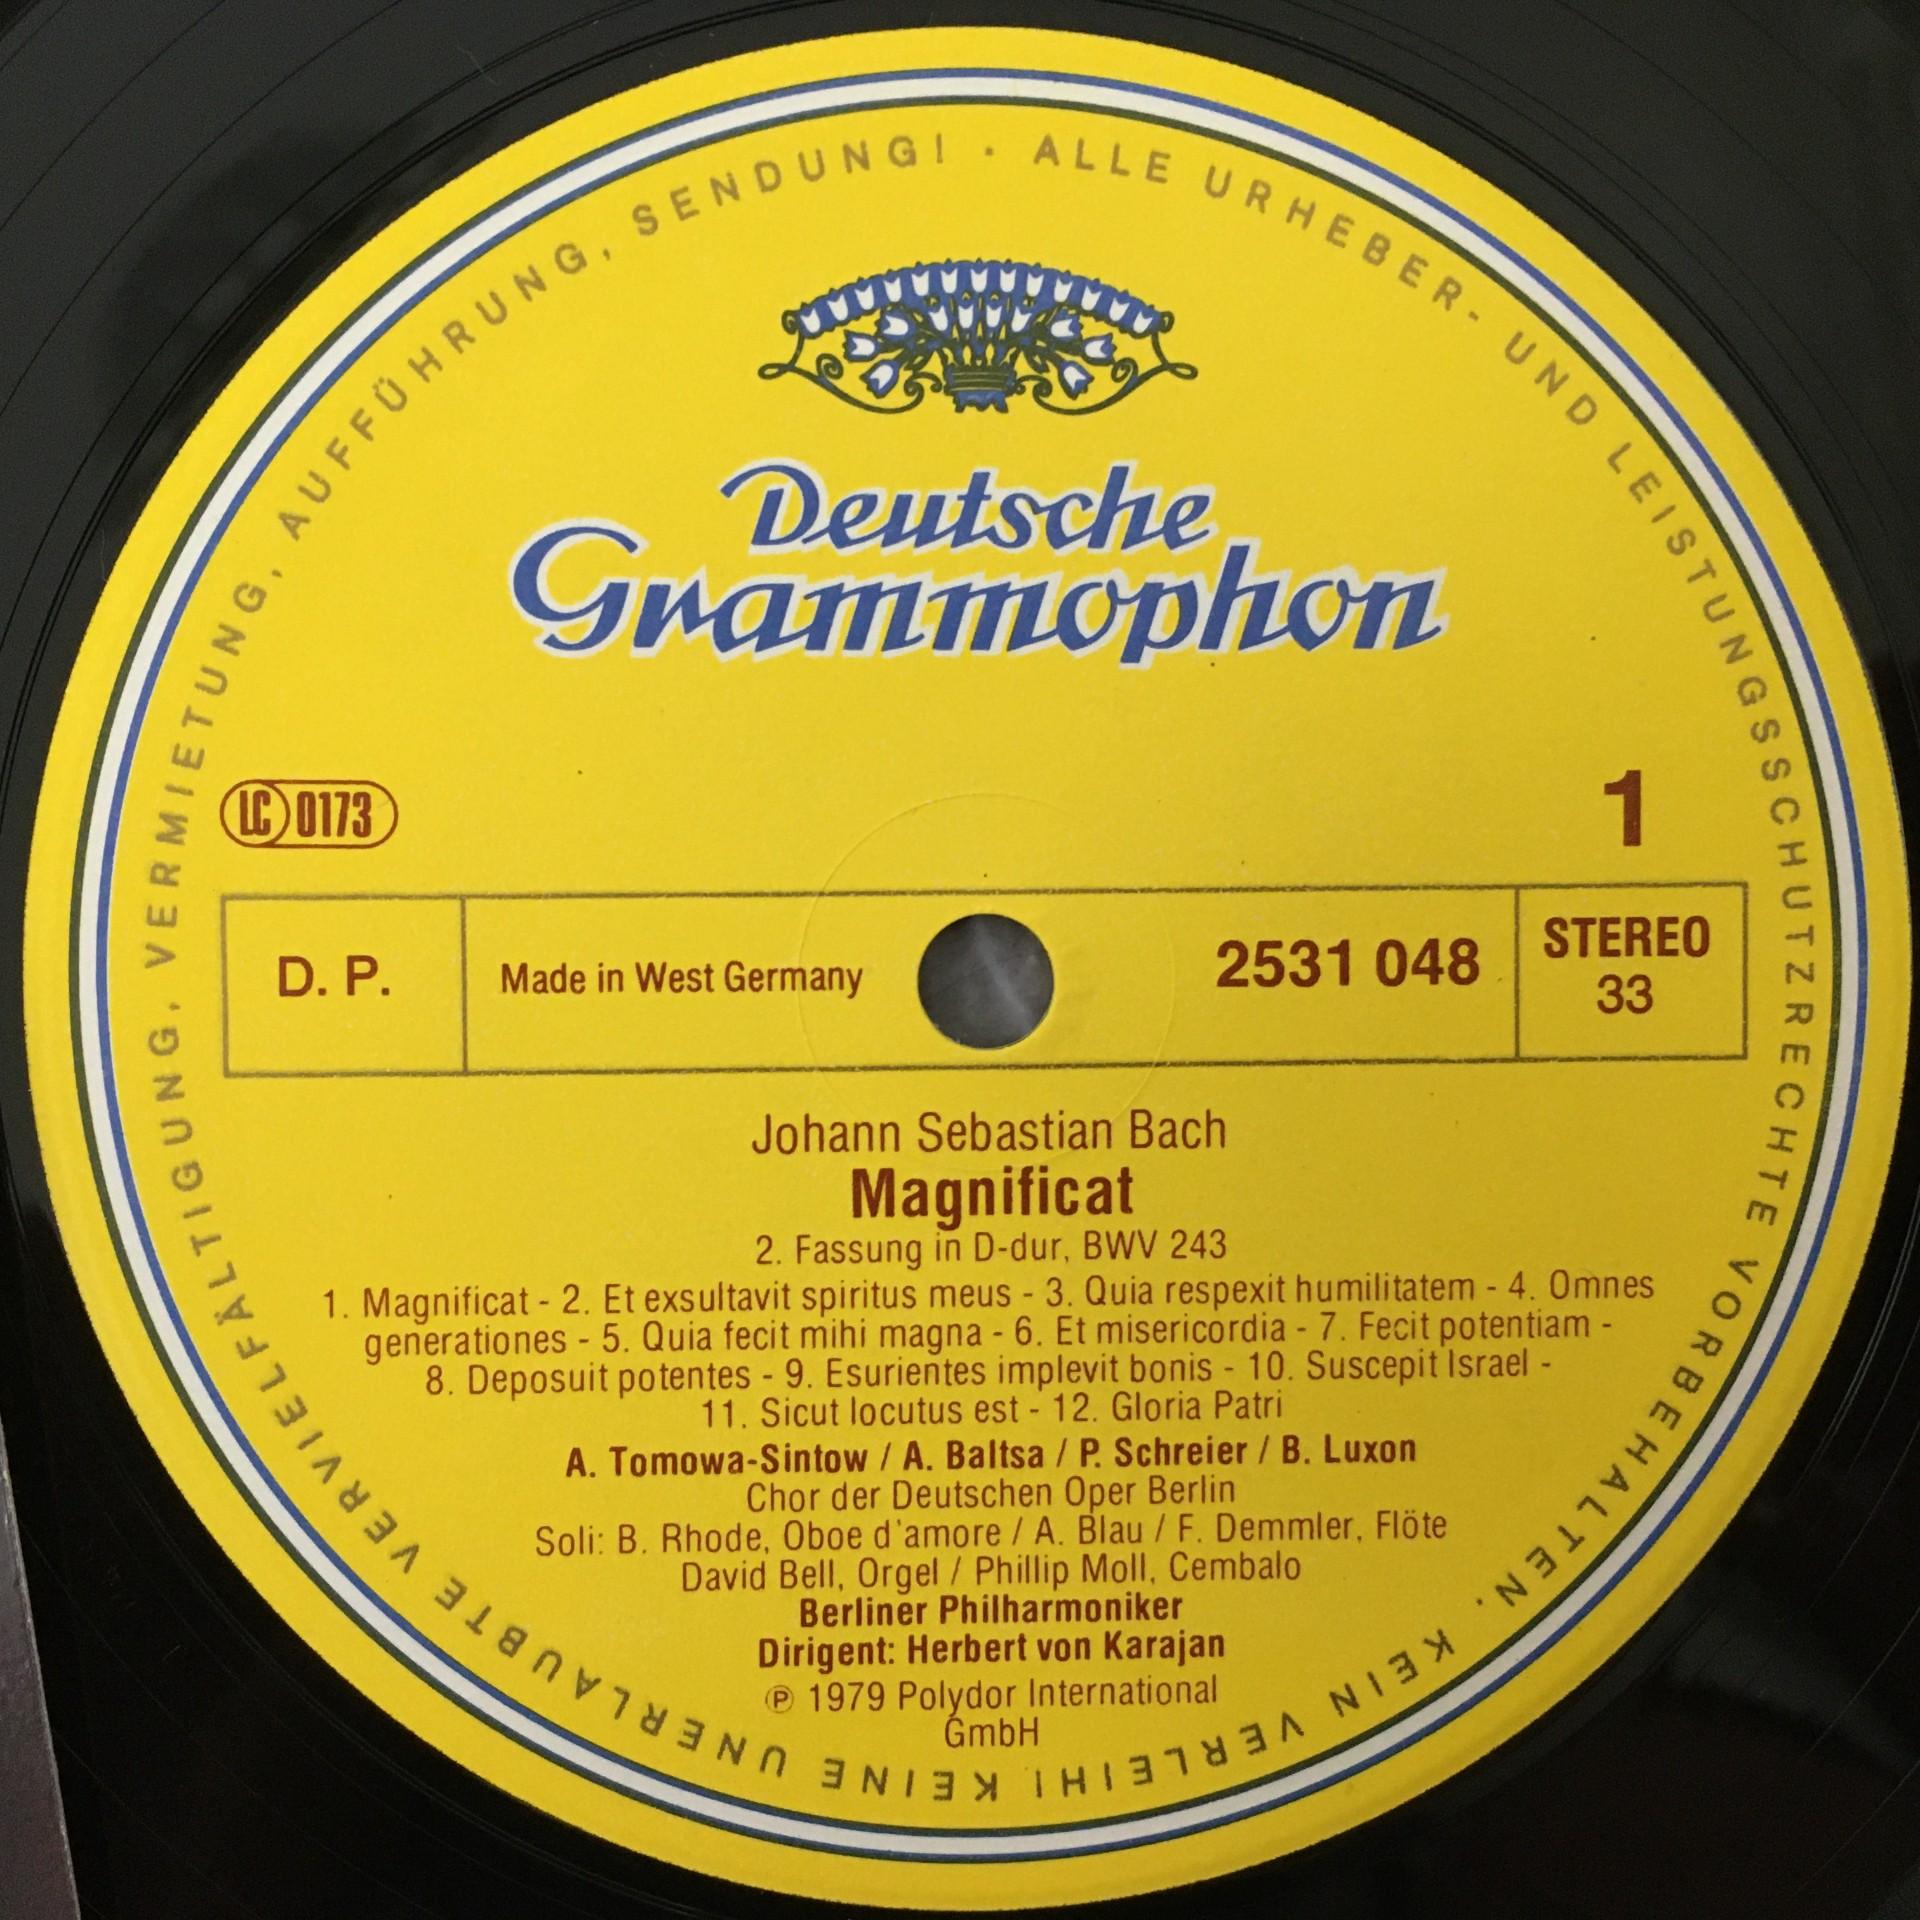 ALLE URHEBER- UND LEISTUNGSSCHUTZRECHTE VORBEHALTEN. KEIN VERLEIH! KEINE UNERLAUBTE VERVIELFÄLTIGUNG, VERMIETUNG, AUFFÜHRUNG, SENDUNG! ·
Deutsche
Grammophon
LC 0173
1
D. P.
Made in West Germany
2531 048
STEREO
33
Johann Sebastian Bach
Magnificat
2. Fassung in D-dur, BWV 243
1. Magnificat - 2. Et exsultavit spiritus meus - 3. Quia respexit humilitatem - 4. Omnes
generationes - 5. Quia fecit mihi magna - 6. Et misericordia - 7. Fecit potentiam -
8. Deposuit potentes - 9. Esurientes implevit bonis - 10. Suscepit Israel -
11. Sicut locutus est - 12. Gloria Patri
A. Tomowa-Sintow / A. Baltsa / P. Schreier / B. Luxon
Chor der Deutschen Oper Berlin
Soli: B. Rhode, Oboe d'amore / A. Blau / F. Demmler, Flöte
David Bell, Orgel / Phillip Moll, Cembalo
Berliner Philharmoniker
Dirigent: Herbert von Karajan
℗ 1979 Polydor International
GmbH